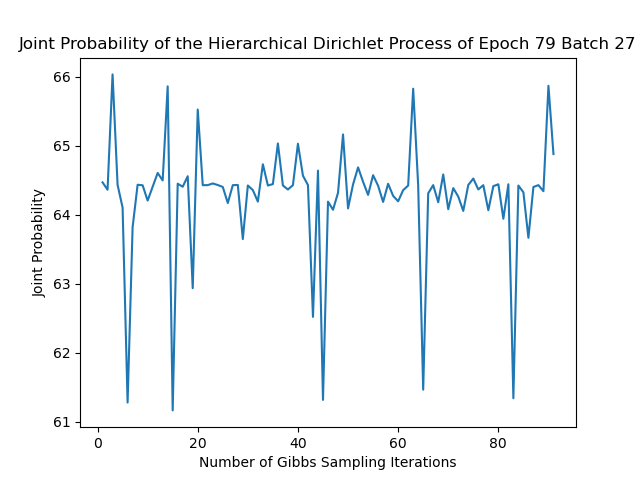 Joint Probability of the Hierarchical Dirichlet Process of Epoch 79 Batch 27
66
65
64
63
62
61
Joint Probability
0 20 40 60 80
Number of Gibbs Sampling Iterations